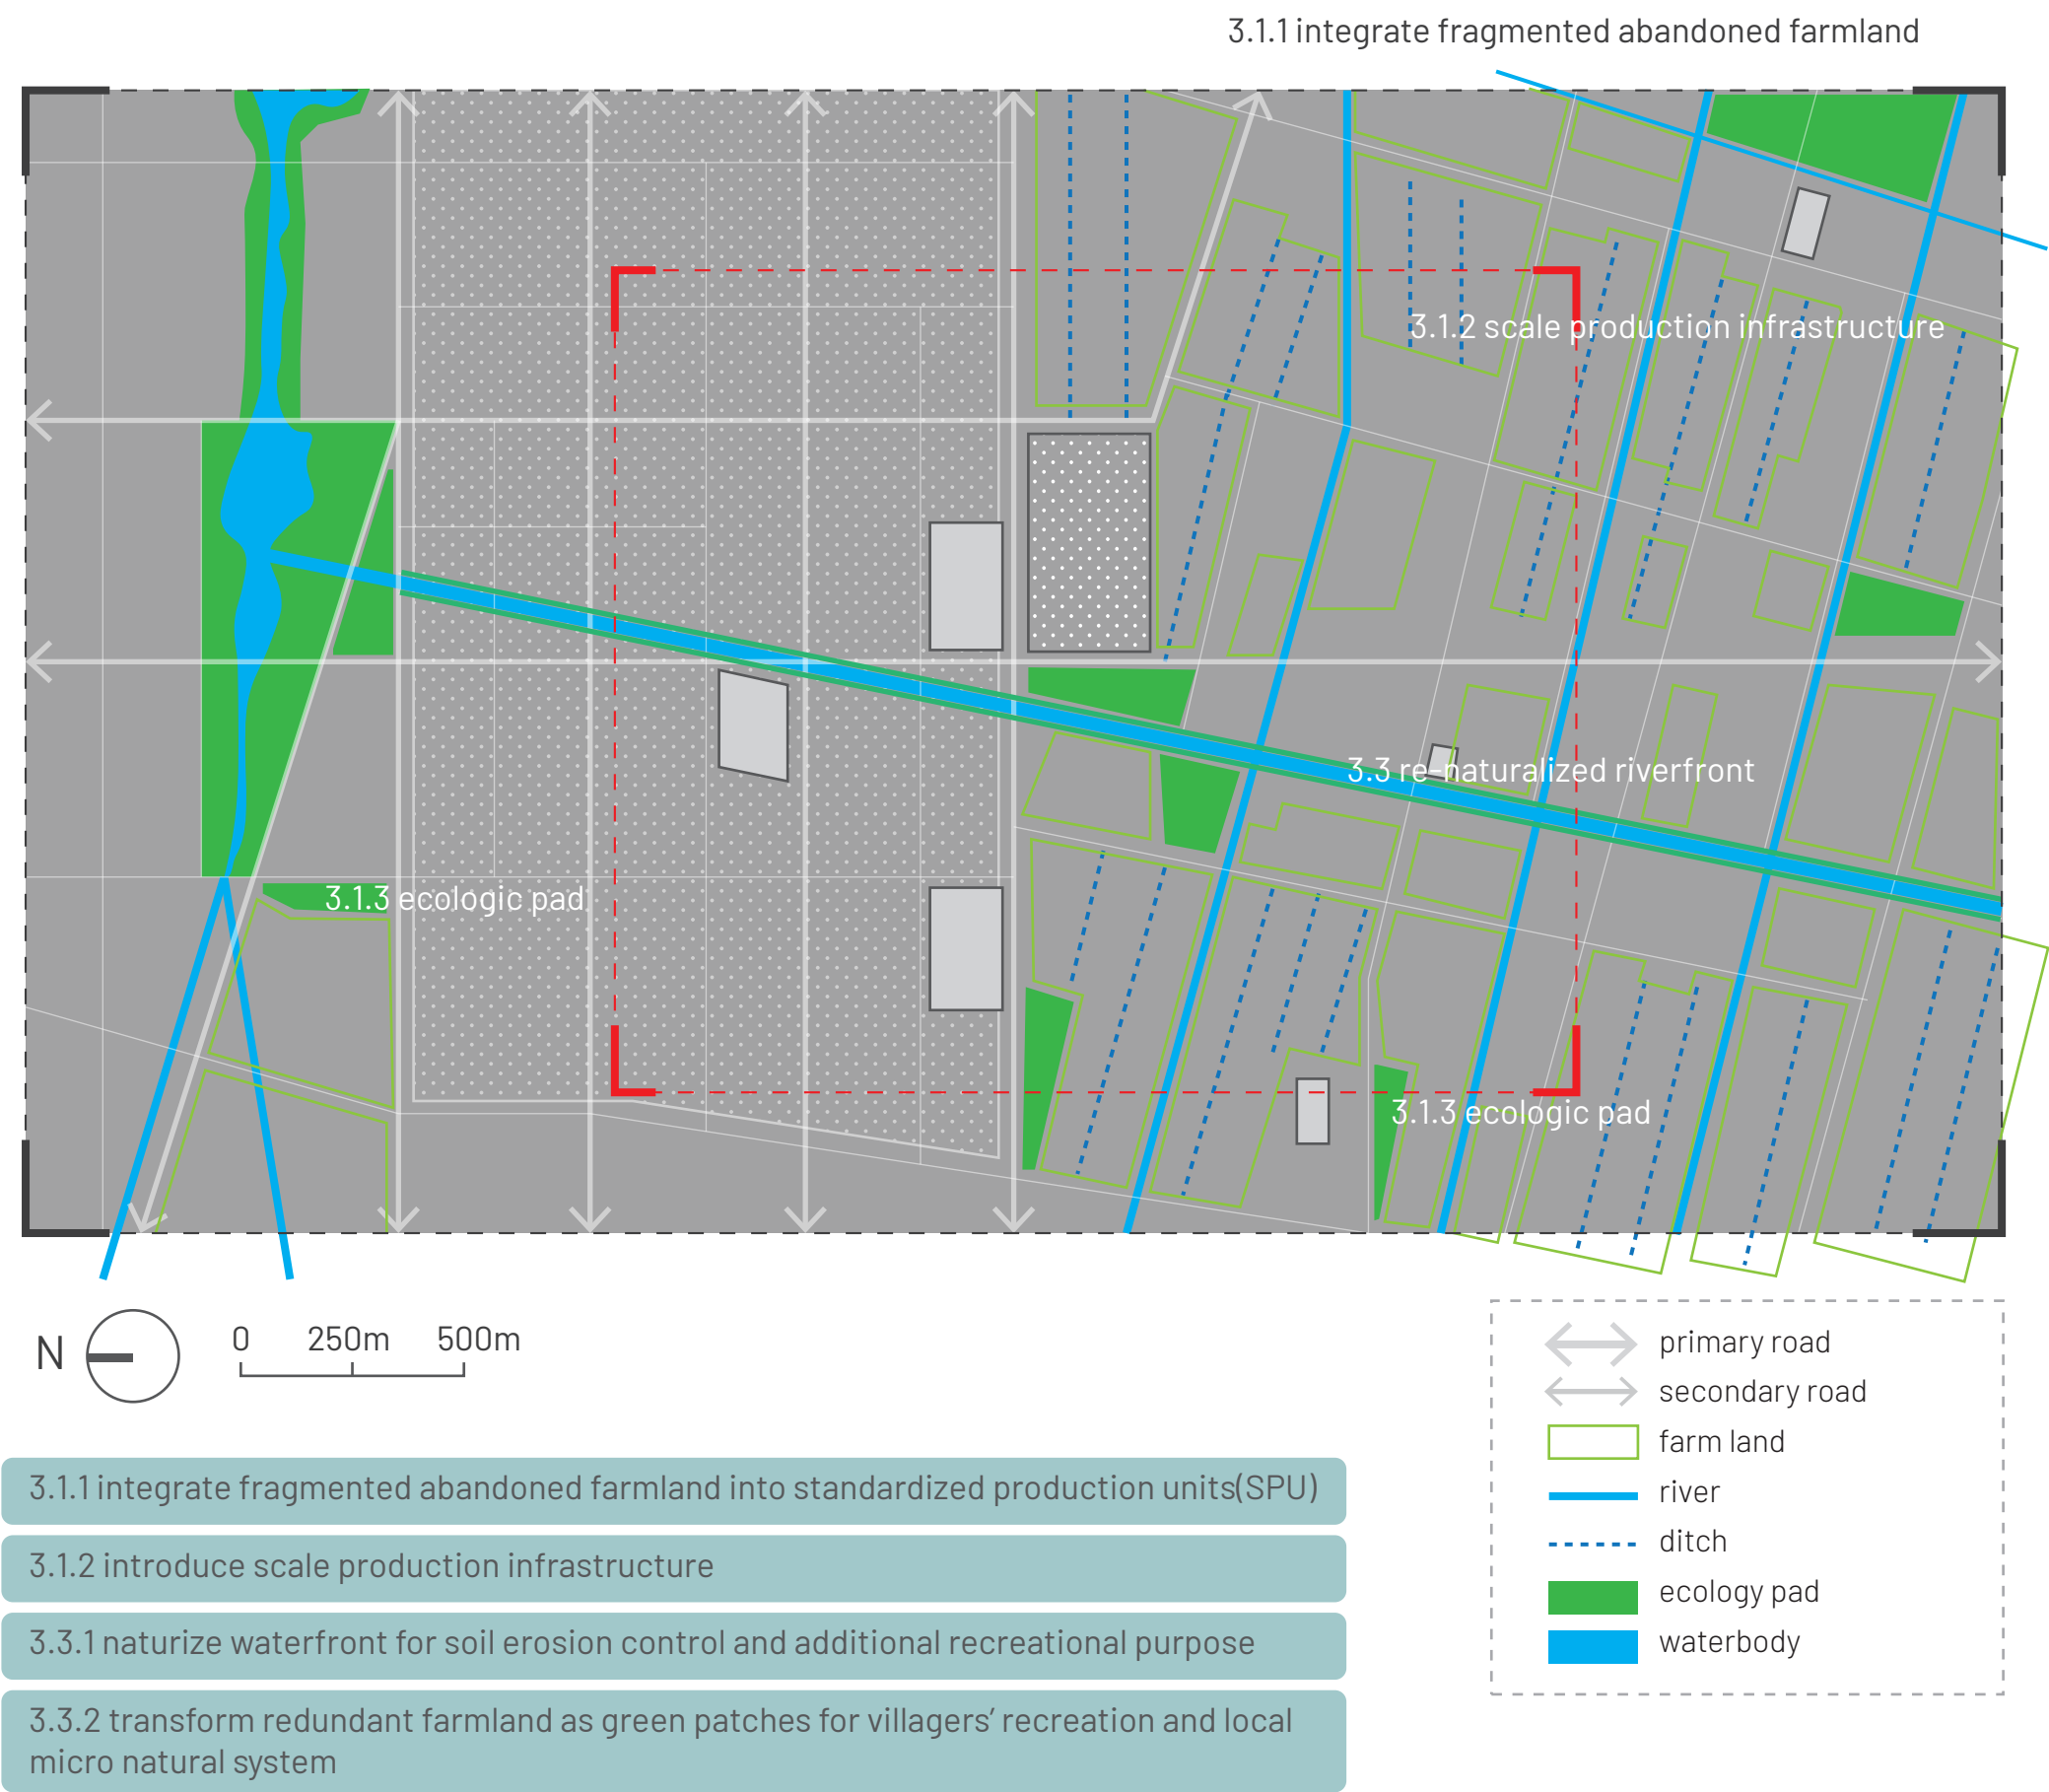 3.1.1 integrate fragmented abandoned farmland
3.1.2 scale production infrastructure
3.3 re-naturalized riverfront
3.1.3 ecologic pad
3.1.3 ecologic pad
N
0 250m 500m
primary road
secondary road
farm land
river
ditch
ecology pad
waterbody
3.1.1 integrate fragmented abandoned farmland into standardized production units(SPU)
3.1.2 introduce scale production infrastructure
3.3.1 naturize waterfront for soil erosion control and additional recreational purpose
3.3.2 transform redundant farmland as green patches for villagers’ recreation and local
micro natural system